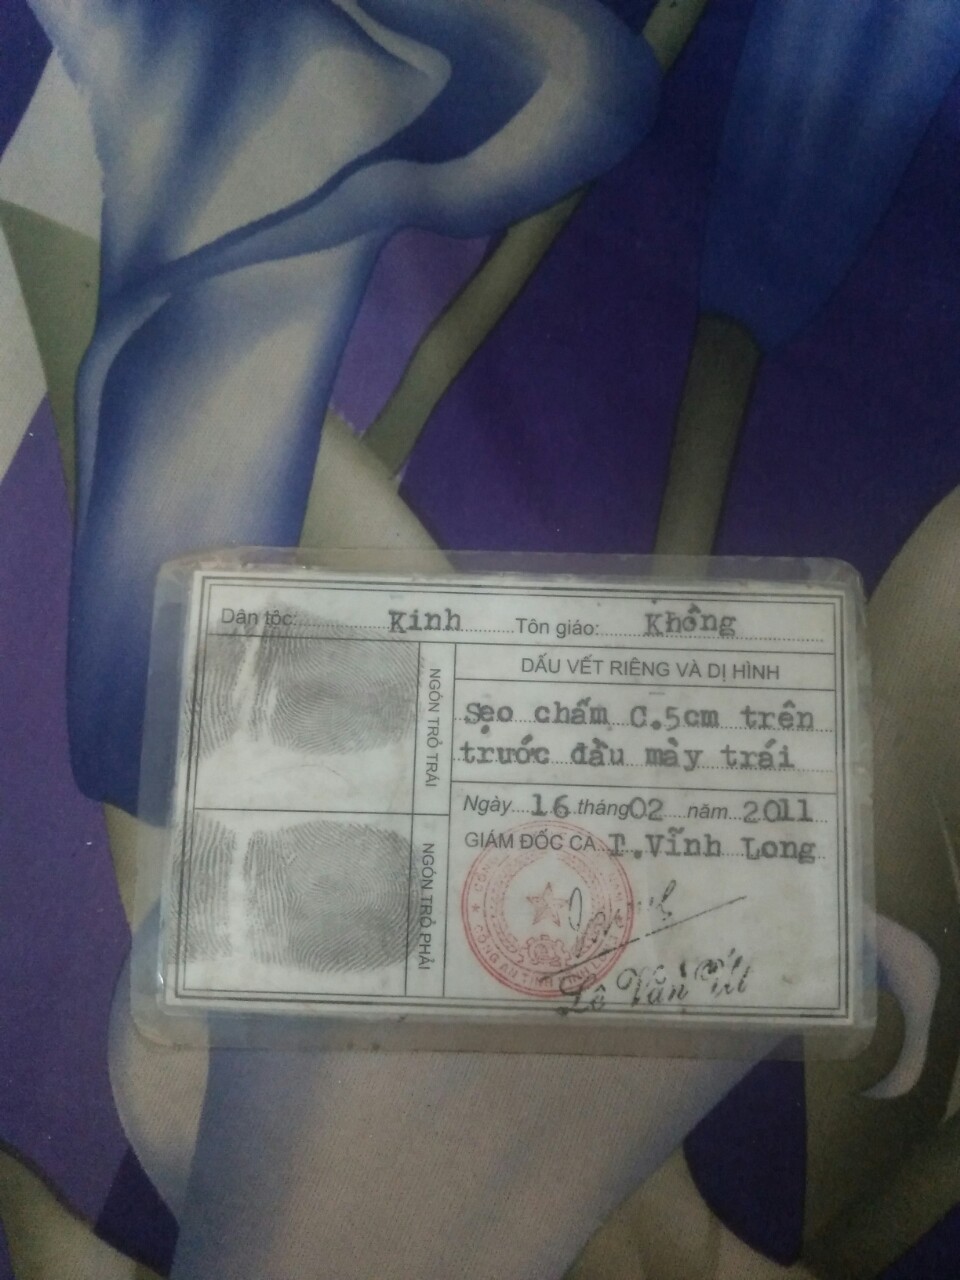 Dân tộc: Kinh Tôn giáo: Không
NGÓN TRỎ TRÁI
DẤU VẾT RIÊNG VÀ DỊ HÌNH
Sẹo chấm C.5cm trên
trước đầu mày trái
NGÓN TRỎ PHẢI
Ngày 16 tháng 02 năm 2011
GIÁM ĐỐC CA T.Vĩnh Long
Lê Văn Út